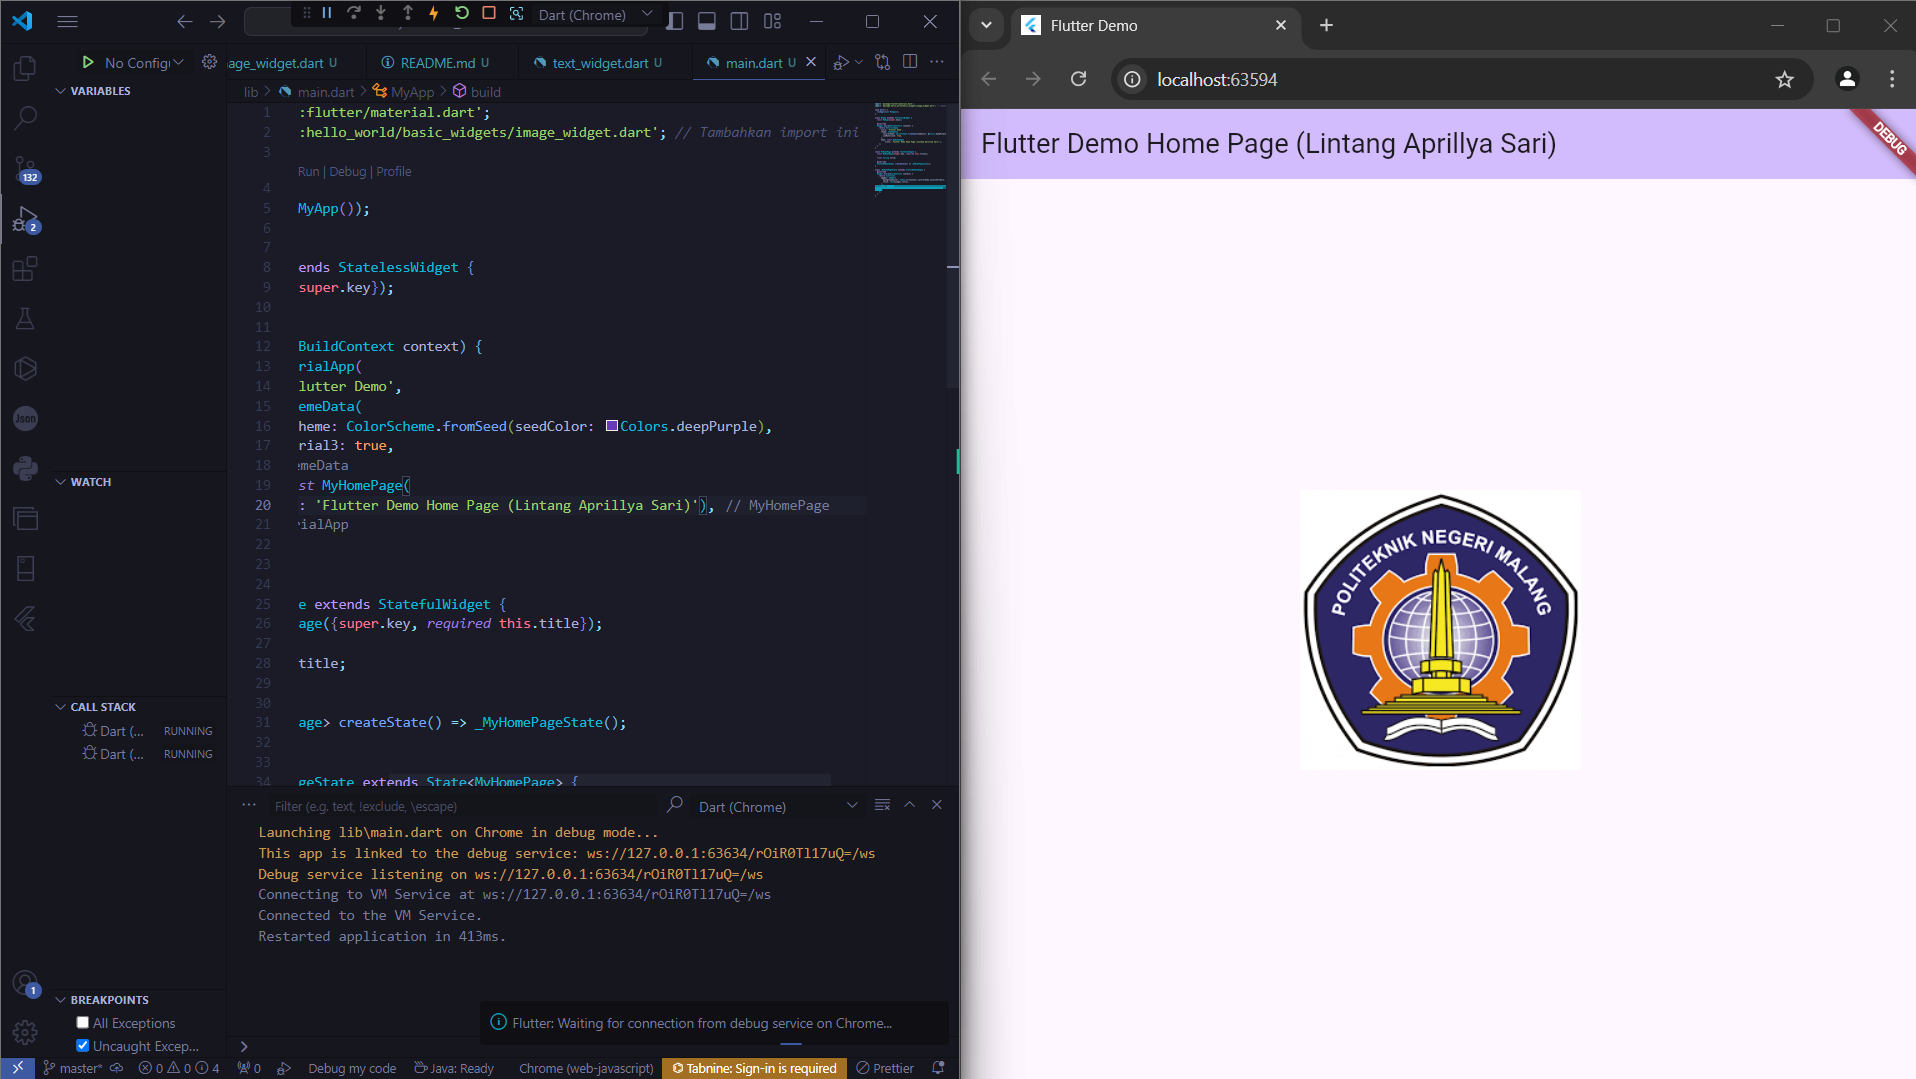 Dart (Chrome)
No Config
age_widget.dart U
README.md U
text_widget.dart U
main.dart U
lib > main.dart > MyApp > build
VARIABLES
1 :flutter/material.dart';
2 :hello_world/basic_widgets/image_widget.dart'; // Tambahkan import ini
3
Run | Debug | Profile
4
5 MyApp());
6
7
8 ends StatelessWidget {
9 super.key});
10
11
12 BuildContext context) {
13 rialApp(
14 lutter Demo',
15 emeData(
16 heme: ColorScheme.fromSeed(seedColor: Colors.deepPurple),
17 rial3: true,
18 emeData
19 st MyHomePage(
20 : 'Flutter Demo Home Page (Lintang Aprillya Sari)'), // MyHomePage
21 rialApp
22
23
24
25 e extends StatefulWidget {
26 age({super.key, required this.title});
27
28 title;
29
30
31 age> createState() => _MyHomePageState();
32
33
34 geState extends State<MyHomePage> {
132
2
WATCH
CALL STACK
Dart (... RUNNING
Dart (... RUNNING
Json
Filter (e.g. text, !exclude, \escape)
Dart (Chrome)
Launching lib\main.dart on Chrome in debug mode...
This app is linked to the debug service: ws://127.0.0.1:63634/rOiR0Tl17uQ=/ws
Debug service listening on ws://127.0.0.1:63634/rOiR0Tl17uQ=/ws
Connecting to VM Service at ws://127.0.0.1:63634/rOiR0Tl17uQ=/ws
Connected to the VM Service.
Restarted application in 413ms.
1
BREAKPOINTS
All Exceptions
Uncaught Excep...
Flutter: Waiting for connection from debug service on Chrome...
master* 0 0 4 0 Debug my code Java: Ready Chrome (web-javascript) Tabnine: Sign-in is required Prettier
Flutter Demo
localhost:63594
Flutter Demo Home Page (Lintang Aprillya Sari)
DEBUG
POLITEKNIK NEGERI MALANG